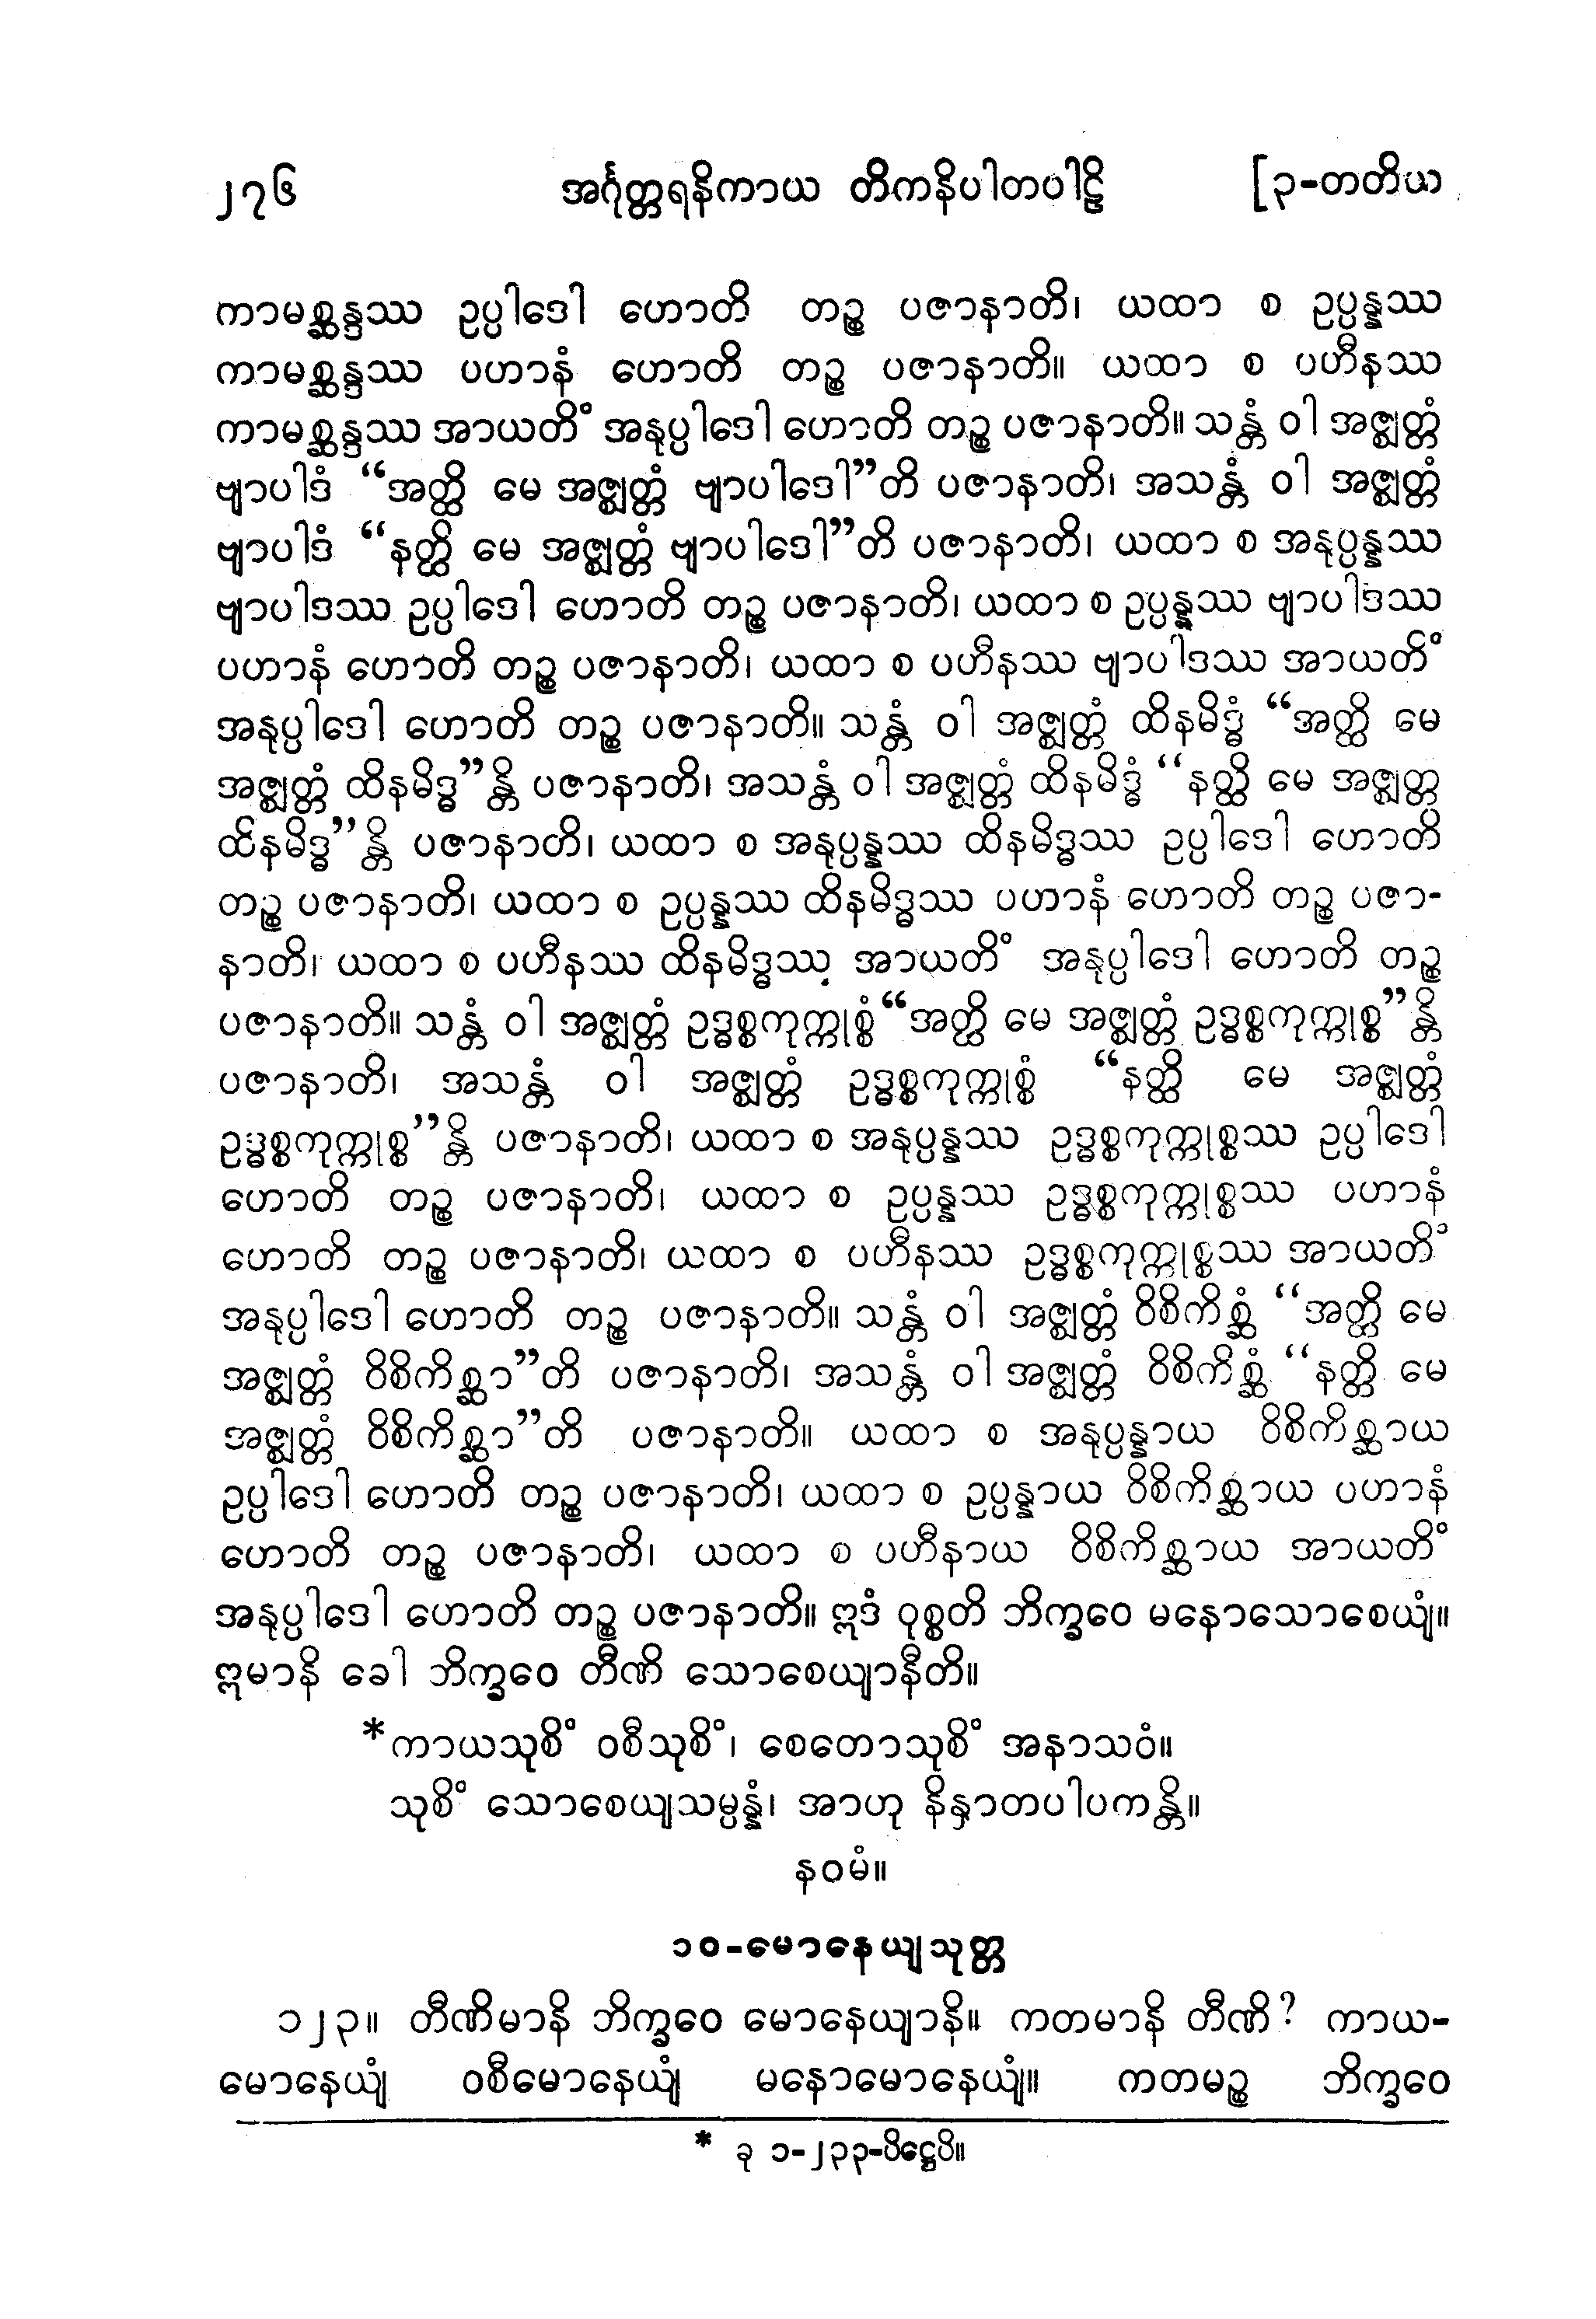 ၂၇၆ အင်္ဂုတ္တရနိကာယ တိကနိပါတပါဠိ [၃-တတိယ
ကာမစ္ဆန္ဒဿ ဥပ္ပါဒေါ ဟောတိ တဉ္စ ပဇာနာတိ၊ ယထာ စ ဥပ္ပန္နဿ
ကာမစ္ဆန္ဒဿ ပဟာနံ ဟောတိ တဉ္စ ပဇာနာတိ။ ယထာ စ ပဟီနဿ
ကာမစ္ဆန္ဒဿ အာယတိံ အနုပ္ပါဒေါ ဟောတိ တဉ္စ ပဇာနာတိ။ သန္တံ ဝါ အဇ္ဈတ္တံ
ဗျာပါဒံ “အတ္ထိ မေ အဇ္ဈတ္တံ ဗျာပါဒေါ”တိ ပဇာနာတိ၊ အသန္တံ ဝါ အဇ္ဈတ္တံ
ဗျာပါဒံ “နတ္ထိ မေ အဇ္ဈတ္တံ ဗျာပါဒေါ”တိ ပဇာနာတိ၊ ယထာ စ အနုပ္ပန္နဿ
ဗျာပါဒဿ ဥပ္ပါဒေါ ဟောတိ တဉ္စ ပဇာနာတိ၊ ယထာ စ ဥပ္ပန္နဿ ဗျာပါဒဿ
ပဟာနံ ဟောတိ တဉ္စ ပဇာနာတိ၊ ယထာ စ ပဟီနဿ ဗျာပါဒဿ အာယတိံ
အနုပ္ပါဒေါ ဟောတိ တဉ္စ ပဇာနာတိ။ သန္တံ ဝါ အဇ္ဈတ္တံ ထိနမိဒ္ဓံ “အတ္ထိ မေ
အဇ္ဈတ္တံ ထိနမိဒ္ဓ”န္တိ ပဇာနာတိ၊ အသန္တံ ဝါ အဇ္ဈတ္တံ ထိနမိဒ္ဓံ “နတ္ထိ မေ အဇ္ဈတ္တ
ထိနမိဒ္ဓ”န္တိ ပဇာနာတိ၊ ယထာ စ အနုပ္ပန္နဿ ထိနမိဒ္ဓဿ ဥပ္ပါဒေါ ဟောတိ
တဉ္စ ပဇာနာတိ၊ ယထာ စ ဥပ္ပန္နဿ ထိနမိဒ္ဓဿ ပဟာနံ ဟောတိ တဉ္စ ပဇာ-
နာတိ၊ ယထာ စ ပဟီနဿ ထိနမိဒ္ဓဿ အာယတိံ အနုပ္ပါဒေါ ဟောတိ တဉ္စ
ပဇာနာတိ။ သန္တံ ဝါ အဇ္ဈတ္တံ ဥဒ္ဓစ္စကုက္ကုစ္စံ “အတ္ထိ မေ အဇ္ဈတ္တံ ဥဒ္ဓစ္စကုက္ကုစ္စ”န္တိ
ပဇာနာတိ၊ အသန္တံ ဝါ အဇ္ဈတ္တံ ဥဒ္ဓစ္စကုက္ကုစ္စံ “နတ္ထိ မေ အဇ္ဈတ္တံ
ဥဒ္ဓစ္စကုက္ကုစ္စ”န္တိ ပဇာနာတိ၊ ယထာ စ အနုပ္ပန္နဿ ဥဒ္ဓစ္စကုက္ကုစ္စဿ ဥပ္ပါဒေါ
ဟောတိ တဉ္စ ပဇာနာတိ၊ ယထာ စ ဥပ္ပန္နဿ ဥဒ္ဓစ္စကုက္ကုစ္စဿ ပဟာနံ
ဟောတိ တဉ္စ ပဇာနာတိ၊ ယထာ စ ပဟီနဿ ဥဒ္ဓစ္စကုက္ကုစ္စဿ အာယတိံ
အနုပ္ပါဒေါ ဟောတိ တဉ္စ ပဇာနာတိ။ သန္တံ ဝါ အဇ္ဈတ္တံ ဝိစိကိစ္ဆံ “အတ္ထိ မေ
အဇ္ဈတ္တံ ဝိစိကိစ္ဆာ”တိ ပဇာနာတိ၊ အသန္တံ ဝါ အဇ္ဈတ္တံ ဝိစိကိစ္ဆံ “နတ္ထိ မေ
အဇ္ဈတ္တံ ဝိစိကိစ္ဆာ”တိ ပဇာနာတိ။ ယထာ စ အနုပ္ပန္နာယ ဝိစိကိစ္ဆာယ
ဥပ္ပါဒေါ ဟောတိ တဉ္စ ပဇာနာတိ၊ ယထာ စ ဥပ္ပန္နာယ ဝိစိကိစ္ဆာယ ပဟာနံ
ဟောတိ တဉ္စ ပဇာနာတိ၊ ယထာ စ ပဟီနာယ ဝိစိကိစ္ဆာယ အာယတိံ
အနုပ္ပါဒေါ ဟောတိ တဉ္စ ပဇာနာတိ။ ဣဒံ ဝုစ္စတိ ဘိက္ခဝေ မနောသောစေယျံ။
ဣမာနိ ခေါ ဘိက္ခဝေ တီဏိ သောစေယျာနီတိ။
*ကာယသုစိံ ဝစီသုစိံ၊ စေတောသုစိံ အနာသဝံ။
သုစိံ သောစေယျသမ္ပန္နံ၊ အာဟု နိနှာတပါပကန္တိ။
နဝမံ။
၁၀-မောနေယျသုတ္တ
၁၂၃။ တီဏိမာနိ ဘိက္ခဝေ မောနေယျာနိ။ ကတမာနိ တီဏိ? ကာယ-
မောနေယျံ ဝစီမောနေယျံ မနောမောနေယျံ။ ကတမဉ္စ ဘိက္ခဝေ
* ခု ၁-၂၃၃-ပိဋ္ဌေပိ။